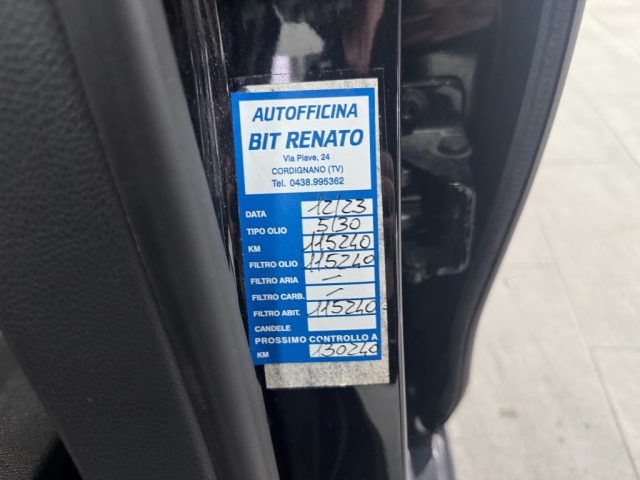 AUTOFFICINA
BIT RENATO
Via Piave, 24
CORDIGNANO (TV)
Tel. 0438.995362
DATA 12/23
TIPO OLIO 5/30
KM 115240
FILTRO OLIO 115240
FILTRO ARIA —
FILTRO CARB. —
FILTRO ABIT. 115240
CANDELE
PROSSIMO CONTROLLO A
KM 130240